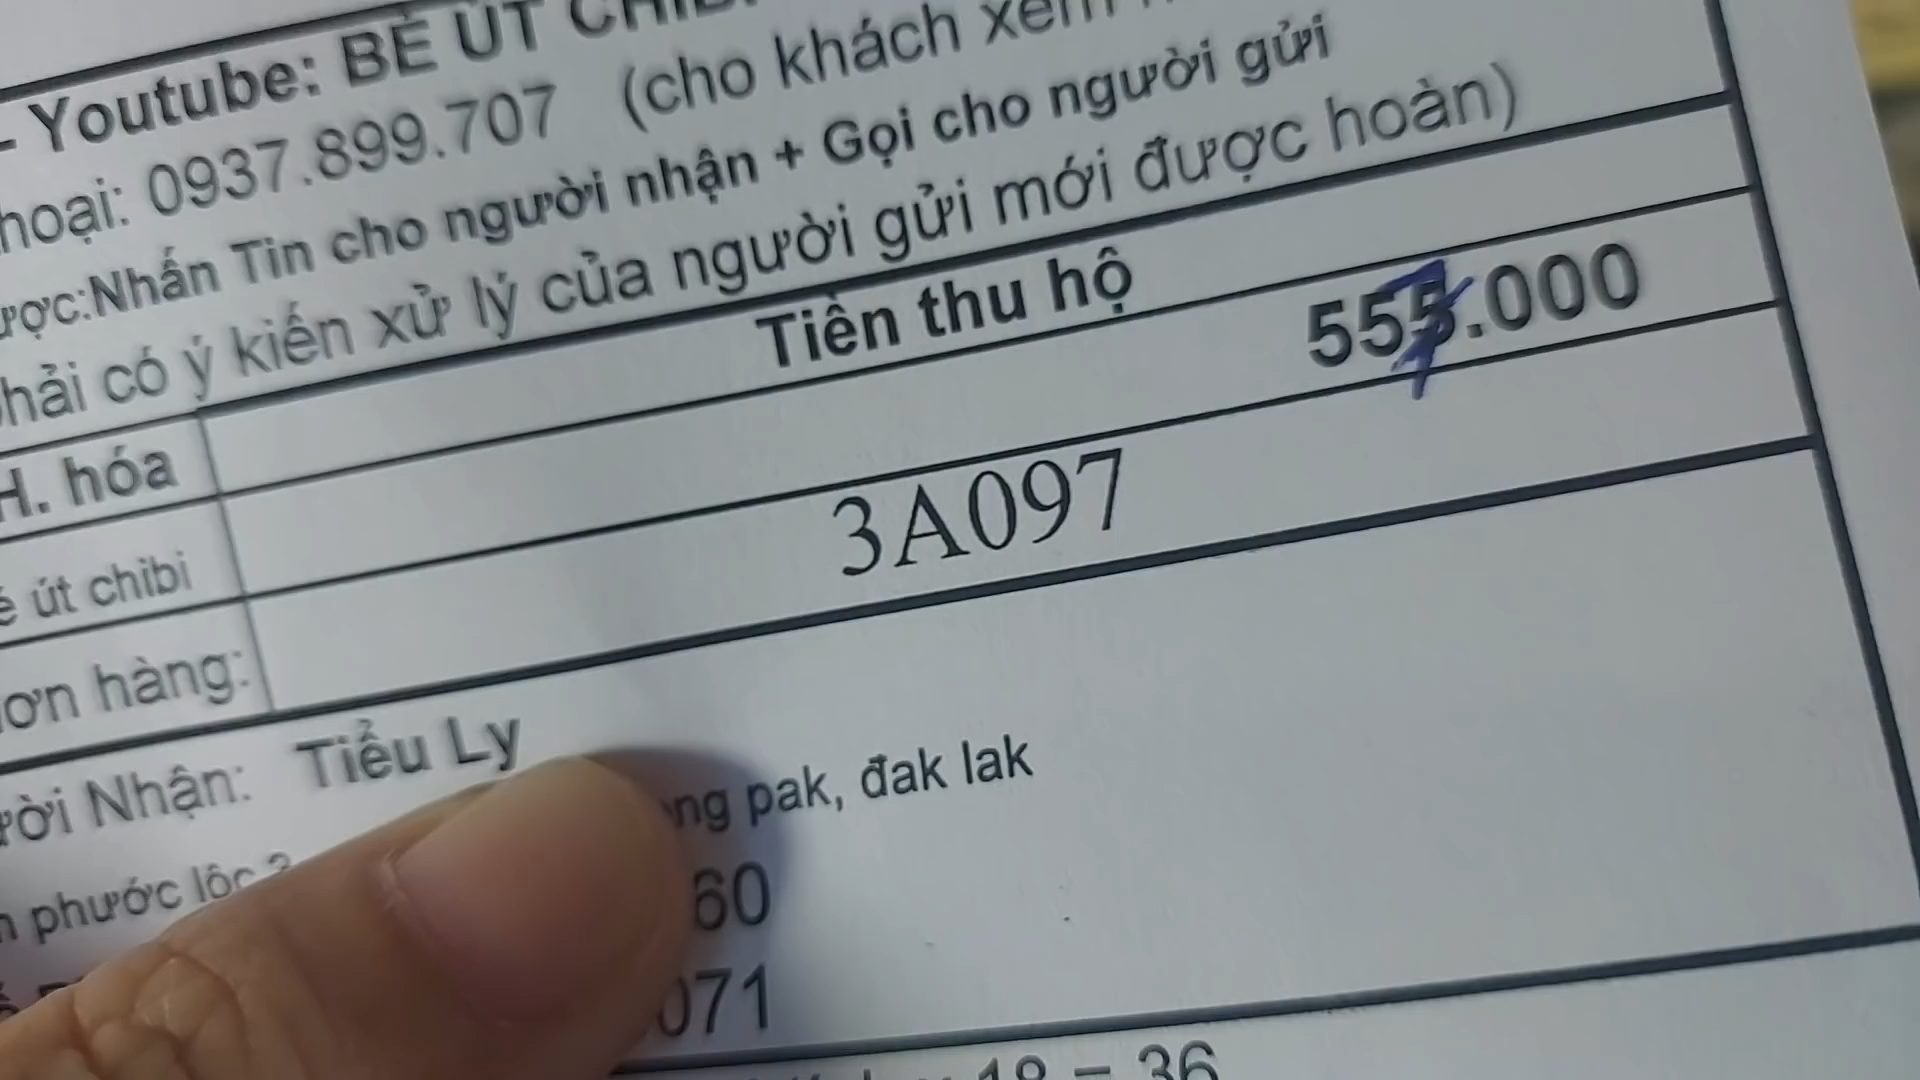 - Youtube: BÉ ÚT CHIBI
hoại: 0937.899.707 (cho khách xem
ược:Nhắn Tin cho người nhận + Gọi cho người gửi
hải có ý kiến xử lý của người gửi mới được hoàn)
H. hóa Tiền thu hộ
é út chibi 557.000
ơn hàng: 3A097
ười Nhận: Tiểu Ly
phước lộc ng pak, đak lak
60
071
18 – 36